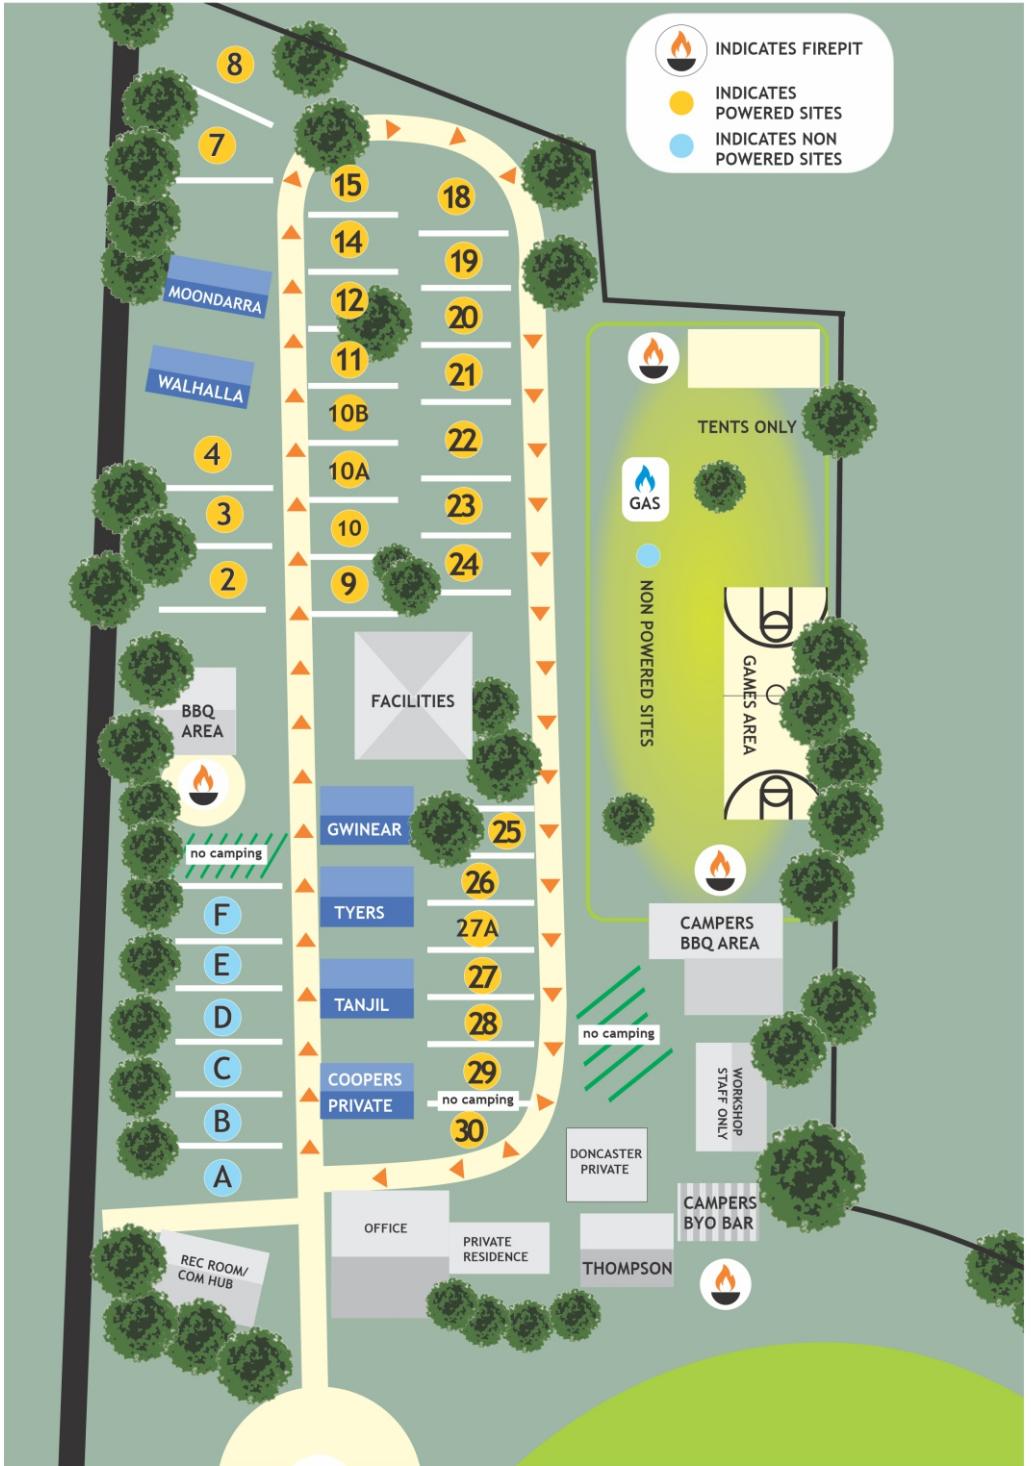 INDICATES FIREPIT
INDICATES
POWERED SITES
INDICATES NON
POWERED SITES
8
7
15
18
14
19
MOONDARRA
12
20
11
21
WALHALLA
10B
TENTS ONLY
4
22
10A
GAS
3
23
10
24
2
9
NON POWERED SITES
GAMES AREA
FACILITIES
BBQ
AREA
GWINEAR
25
no camping
26
TYERS
F
27A
CAMPERS
BBQ AREA
E
27
TANJIL
D
28
no camping
C
29
COOPERS
PRIVATE
no camping
WORKSHOP
STAFF ONLY
B
30
DONCASTER
PRIVATE
A
CAMPERS
BYO BAR
OFFICE
PRIVATE
RESIDENCE
THOMPSON
REC ROOM/
COM HUB